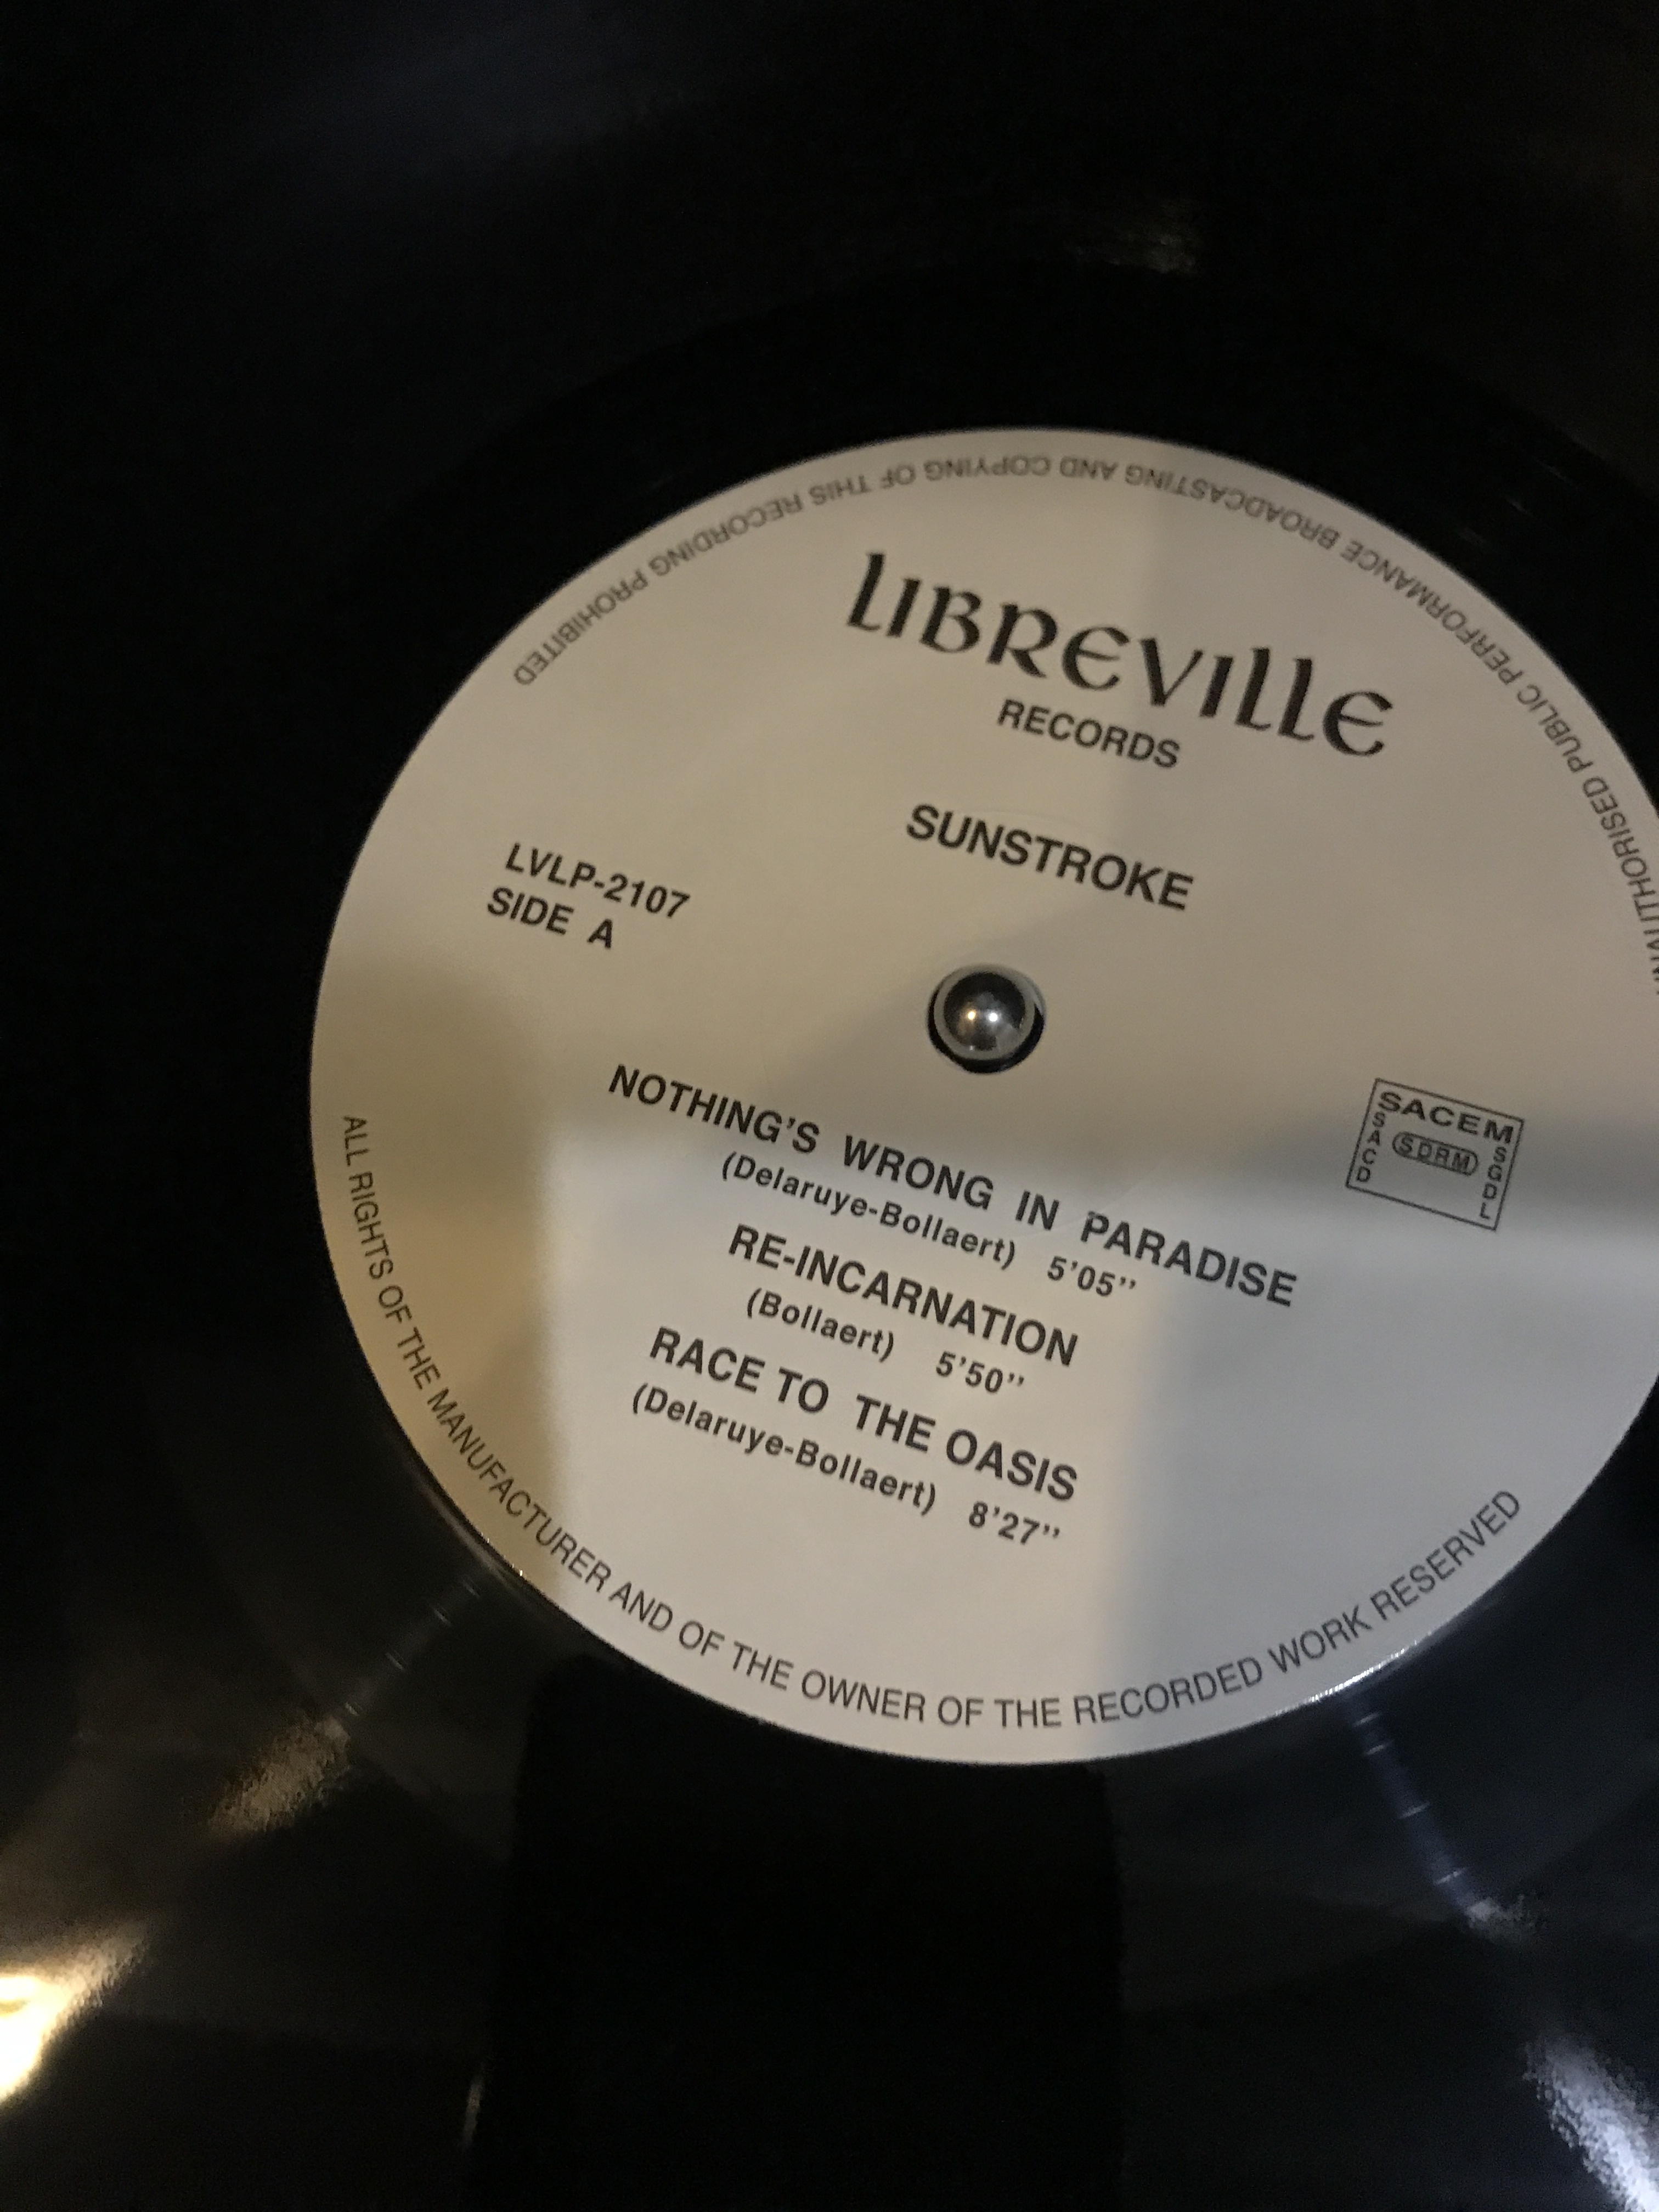 LIBREVILLE
RECORDS
SUNSTROKE
LVLP-2107
SIDE A
SACEM
SACD
SDRM
SGDL
NOTHING'S WRONG IN PARADISE
(Delaruye-Bollaert) 5'05''
RE-INCARNATION
(Bollaert) 5'50''
RACE TO THE OASIS
(Delaruye-Bollaert) 8'27''
ALL RIGHTS OF THE MANUFACTURER AND OF THE OWNER OF THE RECORDED WORK RESERVED
UNAUTHORISED PUBLIC PERFORMANCE BROADCASTING AND COPYING OF THIS RECORDING PROHIBITED